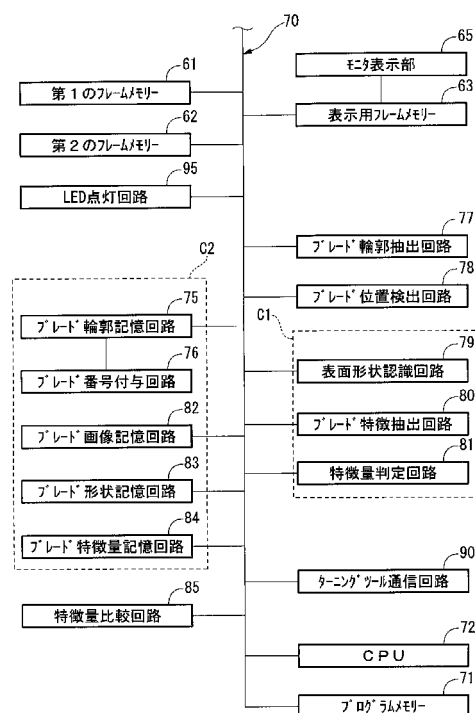 70
61
第1のフレームメモリー
62
第2のフレームメモリー
95
LED点灯回路
C2
75
ブレード輪郭記憶回路
76
ブレード番号付与回路
82
ブレード画像記憶回路
83
ブレード形状記憶回路
84
ブレード特徴量記憶回路
85
特徴量比較回路
65
モニタ表示部
63
表示用フレームメモリ
77
ブレード輪郭抽出回路
78
ブレード位置検出回路
C1
79
表面形状認識回路
80
ブレード特徴抽出回路
81
特徴量判定回路
90
ターニングツール通信回路
72
CPU
71
プログラムメモリー